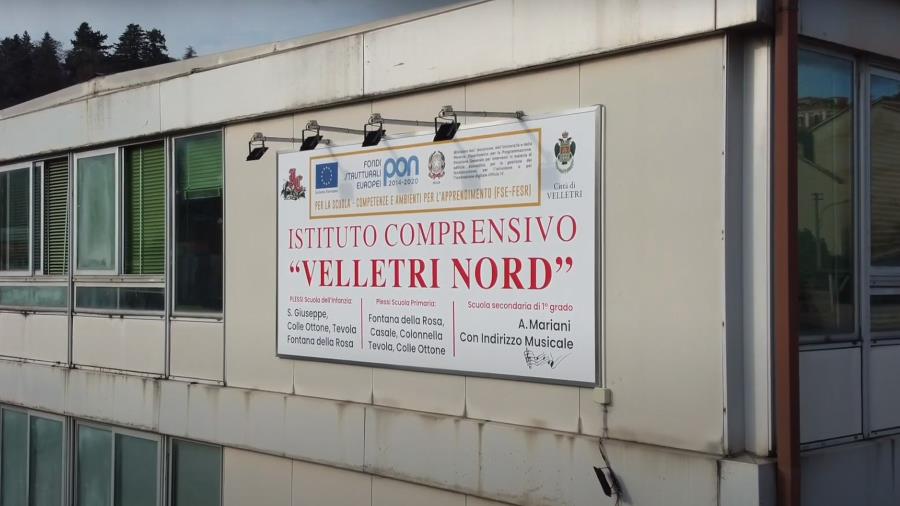 Unione Europea
FONDI
STRUTTURALI
EUROPEI
pon
2014-2020
PER LA SCUOLA - COMPETENZE E AMBIENTI PER L'APPRENDIMENTO (FSE-FESR)
Città di
VELLETRI
ISTITUTO COMPRENSIVO
“VELLETRI NORD”
PLESSI Scuola dell'Infanzia:
S. Giuseppe,
Colle Ottone, Tevola
Fontana della Rosa
Plessi Scuola Primaria:
Fontana della Rosa,
Casale, Colonnella
Tevola, Colle Ottone
Scuola secondaria di 1° grado
A. Mariani
Con Indirizzo Musicale